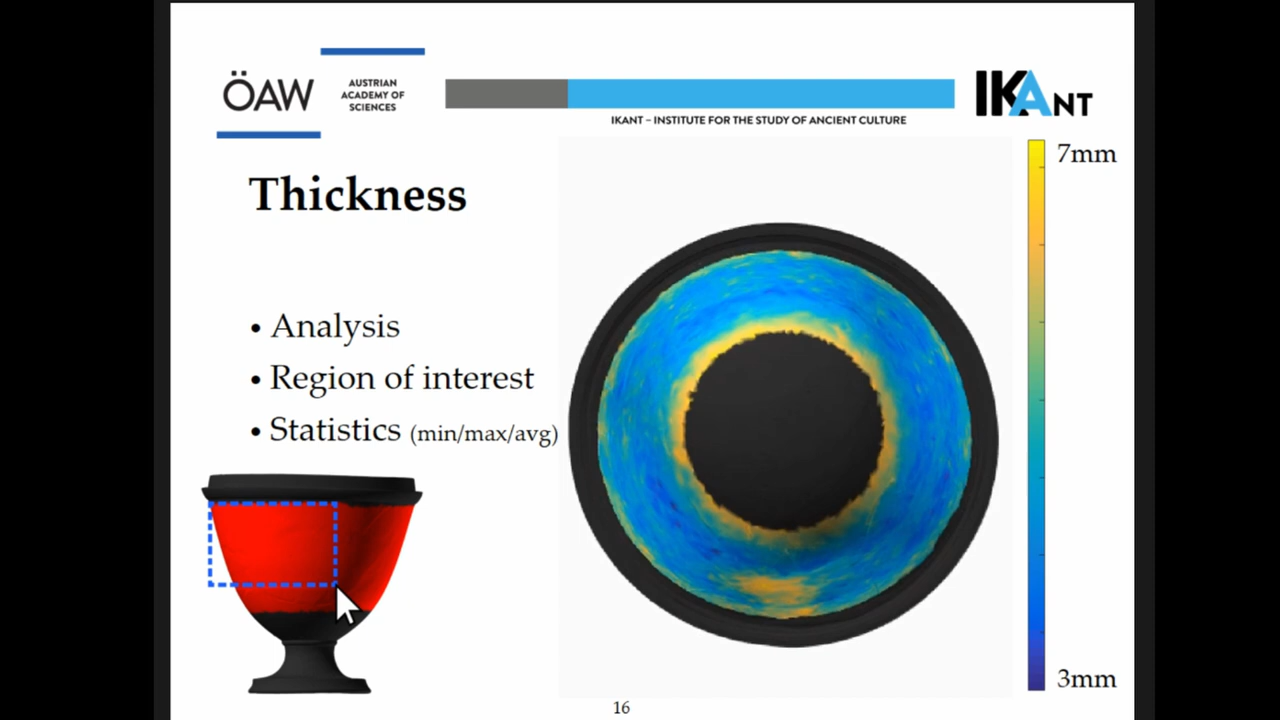 ÖAW
AUSTRIAN
ACADEMY OF
SCIENCES
IKANT – INSTITUTE FOR THE STUDY OF ANCIENT CULTURE
IKANT
Thickness
• Analysis
• Region of interest
• Statistics (min/max/avg)
7mm
3mm
16